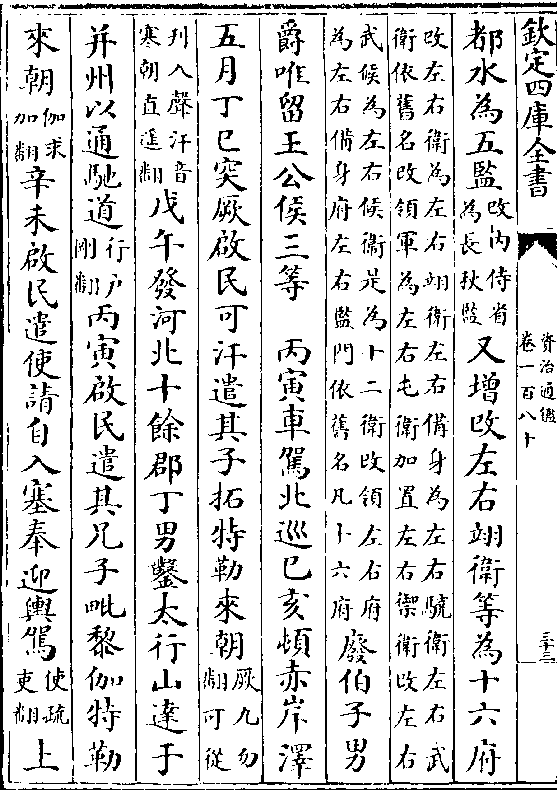 欽定四庫全書
資治通鑑
卷一百八十
三十三
都水為五監
改內侍省
為長秋監
又增改左右翊衛等為十六府
改左右衛為左右翊衛左右備身為左右驍衛左右武
衛依舊名改領軍為左右屯衛加置左右禦衛改左右
武候為左右候衛是為十二衛改領左右府
為左右備身府左右監門依舊名凡十六府
廢伯子男
爵唯留王公侯三等 丙寅車駕北巡己亥頓赤岸澤
五月丁巳突厥啟民可汗遣其子拓特勒來朝
厥九勿
翻可從
刋入聲汗音
寒朝直遥翻
戊午發河北十餘郡丁男鑿太行山達于
并州以通馳道
行戶
剛翻
丙寅啟民遣其兄子毗黎伽特勒
來朝
伽求
加翻
辛未啟民遣使請自入塞奉迎輿駕
使疏
吏翻
上